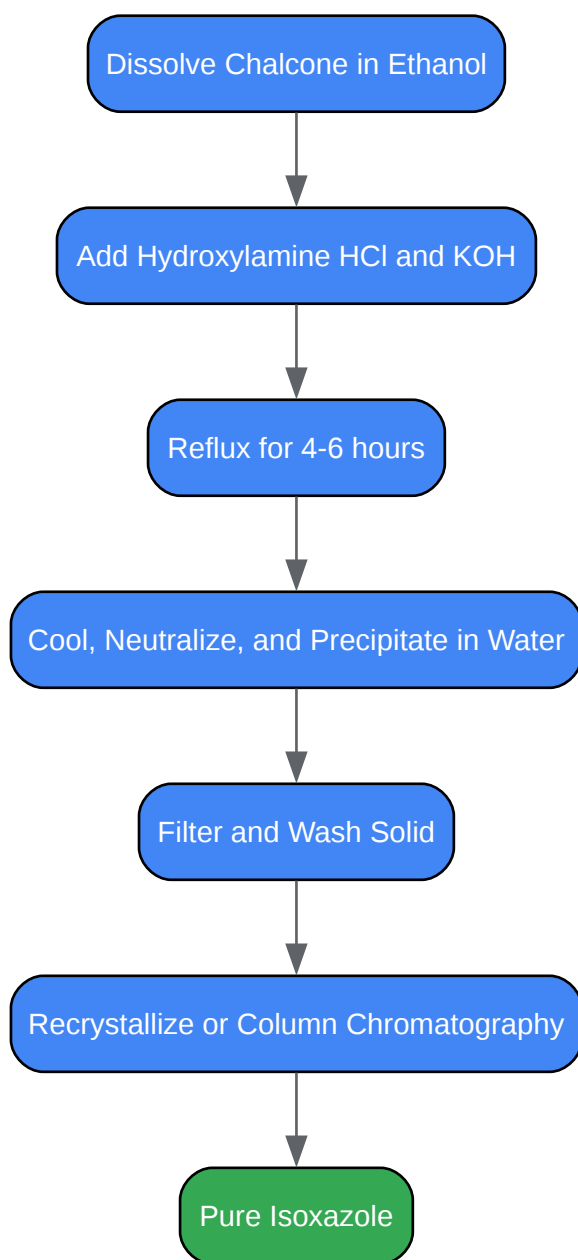 Dissolve Chalcone in Ethanol
Add Hydroxylamine HCl and KOH
Reflux for 4-6 hours
Cool, Neutralize, and Precipitate in Water
Filter and Wash Solid
Recrystallize or Column Chromatography
Pure Isoxazole